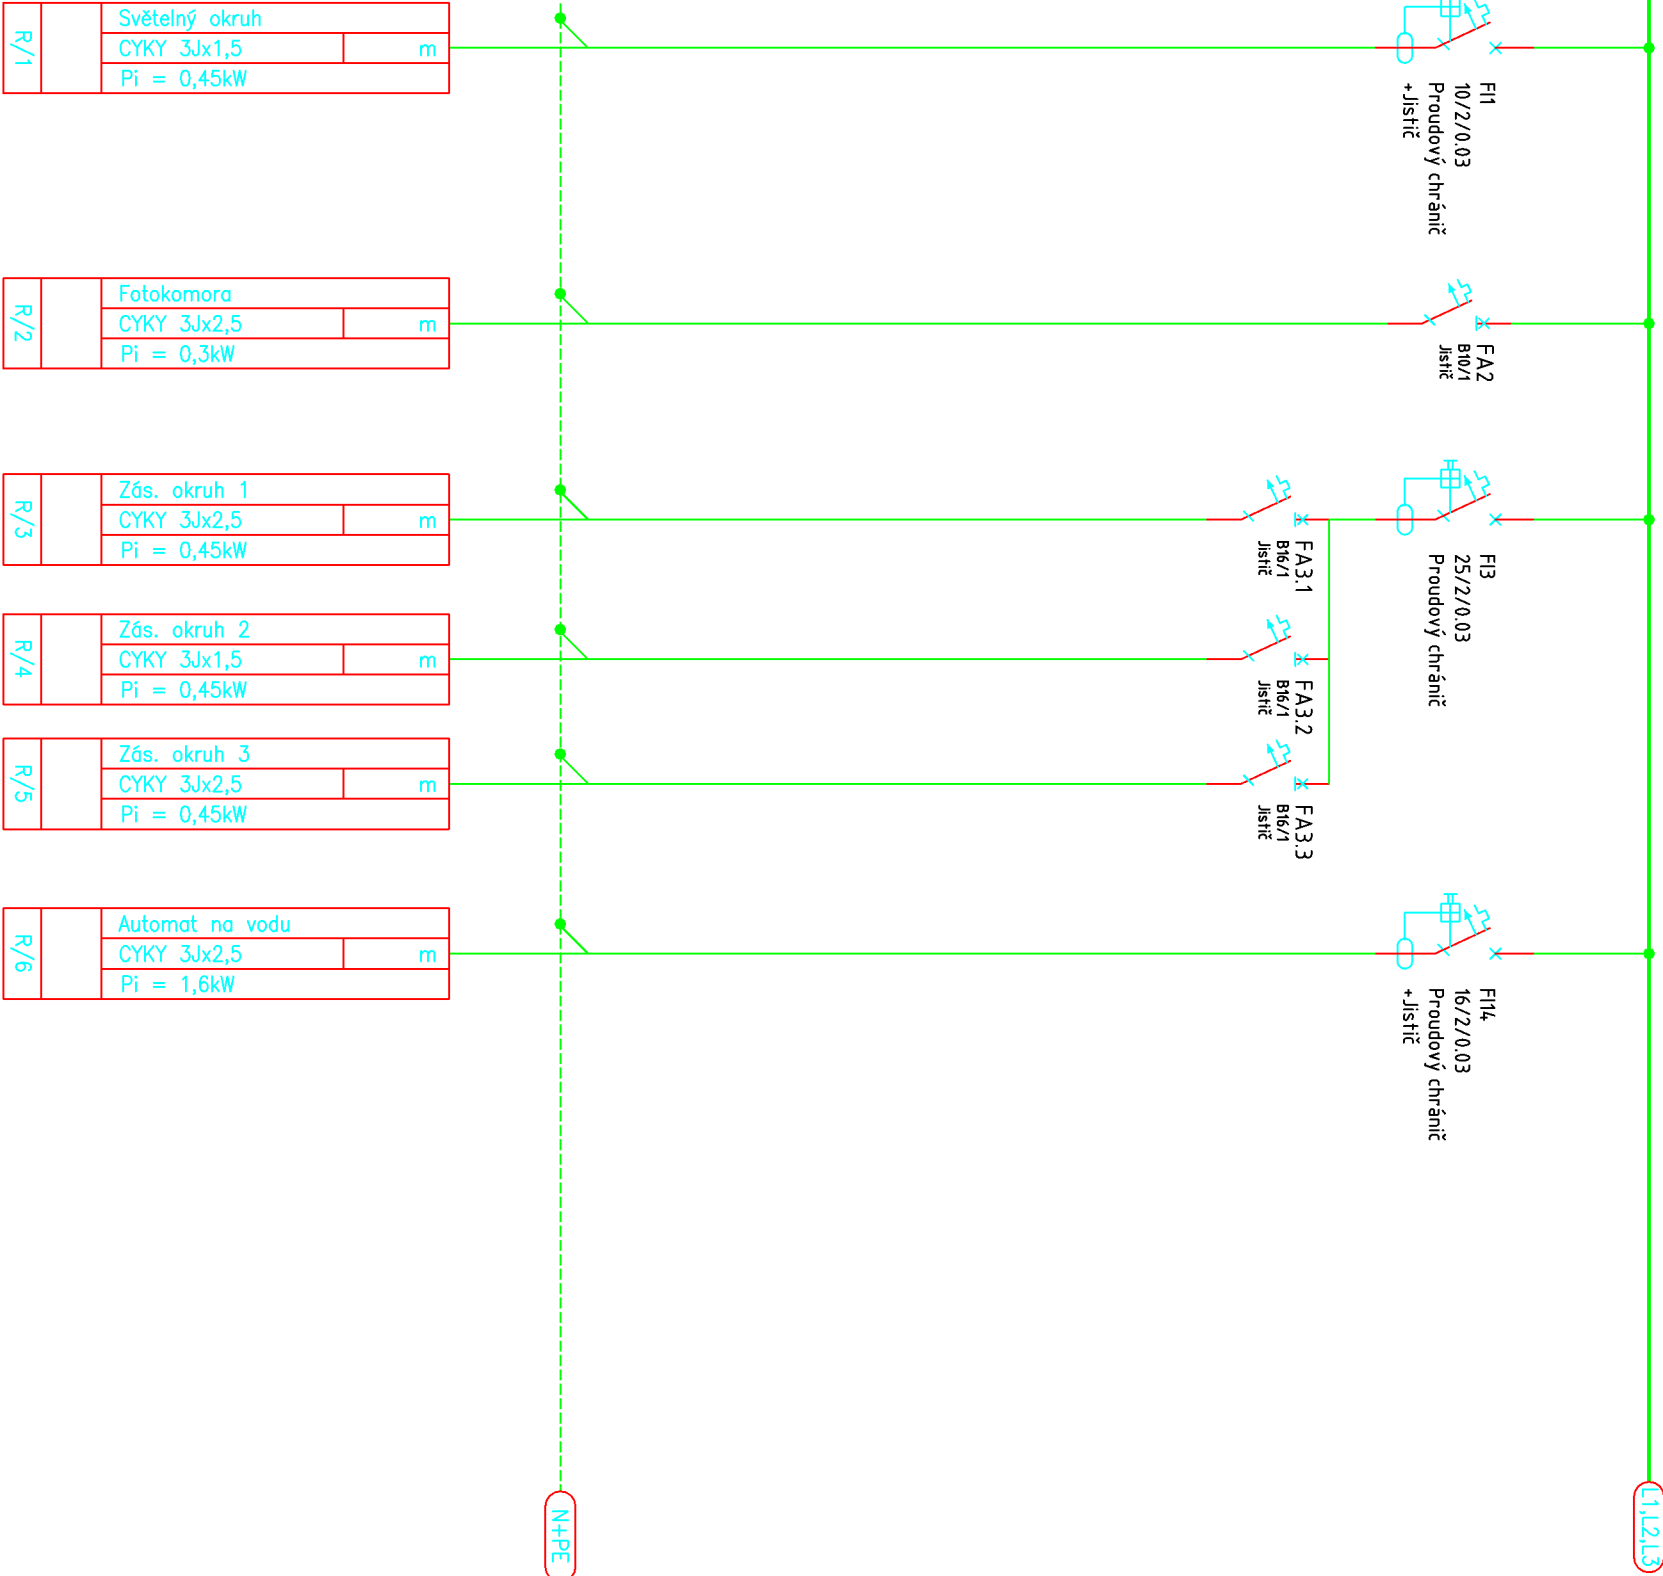 R/1
Světelný okruh
CYKY 3Jx1,5 m
Pi = 0,45kW
FI1
10/2/0.03
Proudový chránič
+Jistič
R/2
Fotokomora
CYKY 3Jx2,5 m
Pi = 0,3kW
FA2
B10/1
Jistič
R/3
Zás. okruh 1
CYKY 3Jx2,5 m
Pi = 0,45kW
FA3.1
B16/1
Jistič
FI3
25/2/0.03
Proudový chránič
R/4
Zás. okruh 2
CYKY 3Jx1,5 m
Pi = 0,45kW
FA3.2
B16/1
Jistič
R/5
Zás. okruh 3
CYKY 3Jx2,5 m
Pi = 0,45kW
FA3.3
B16/1
Jistič
R/6
Automat na vodu
CYKY 3Jx2,5 m
Pi = 1,6kW
FI14
16/2/0.03
Proudový chránič
+Jistič
N+PE
L1,L2,L3